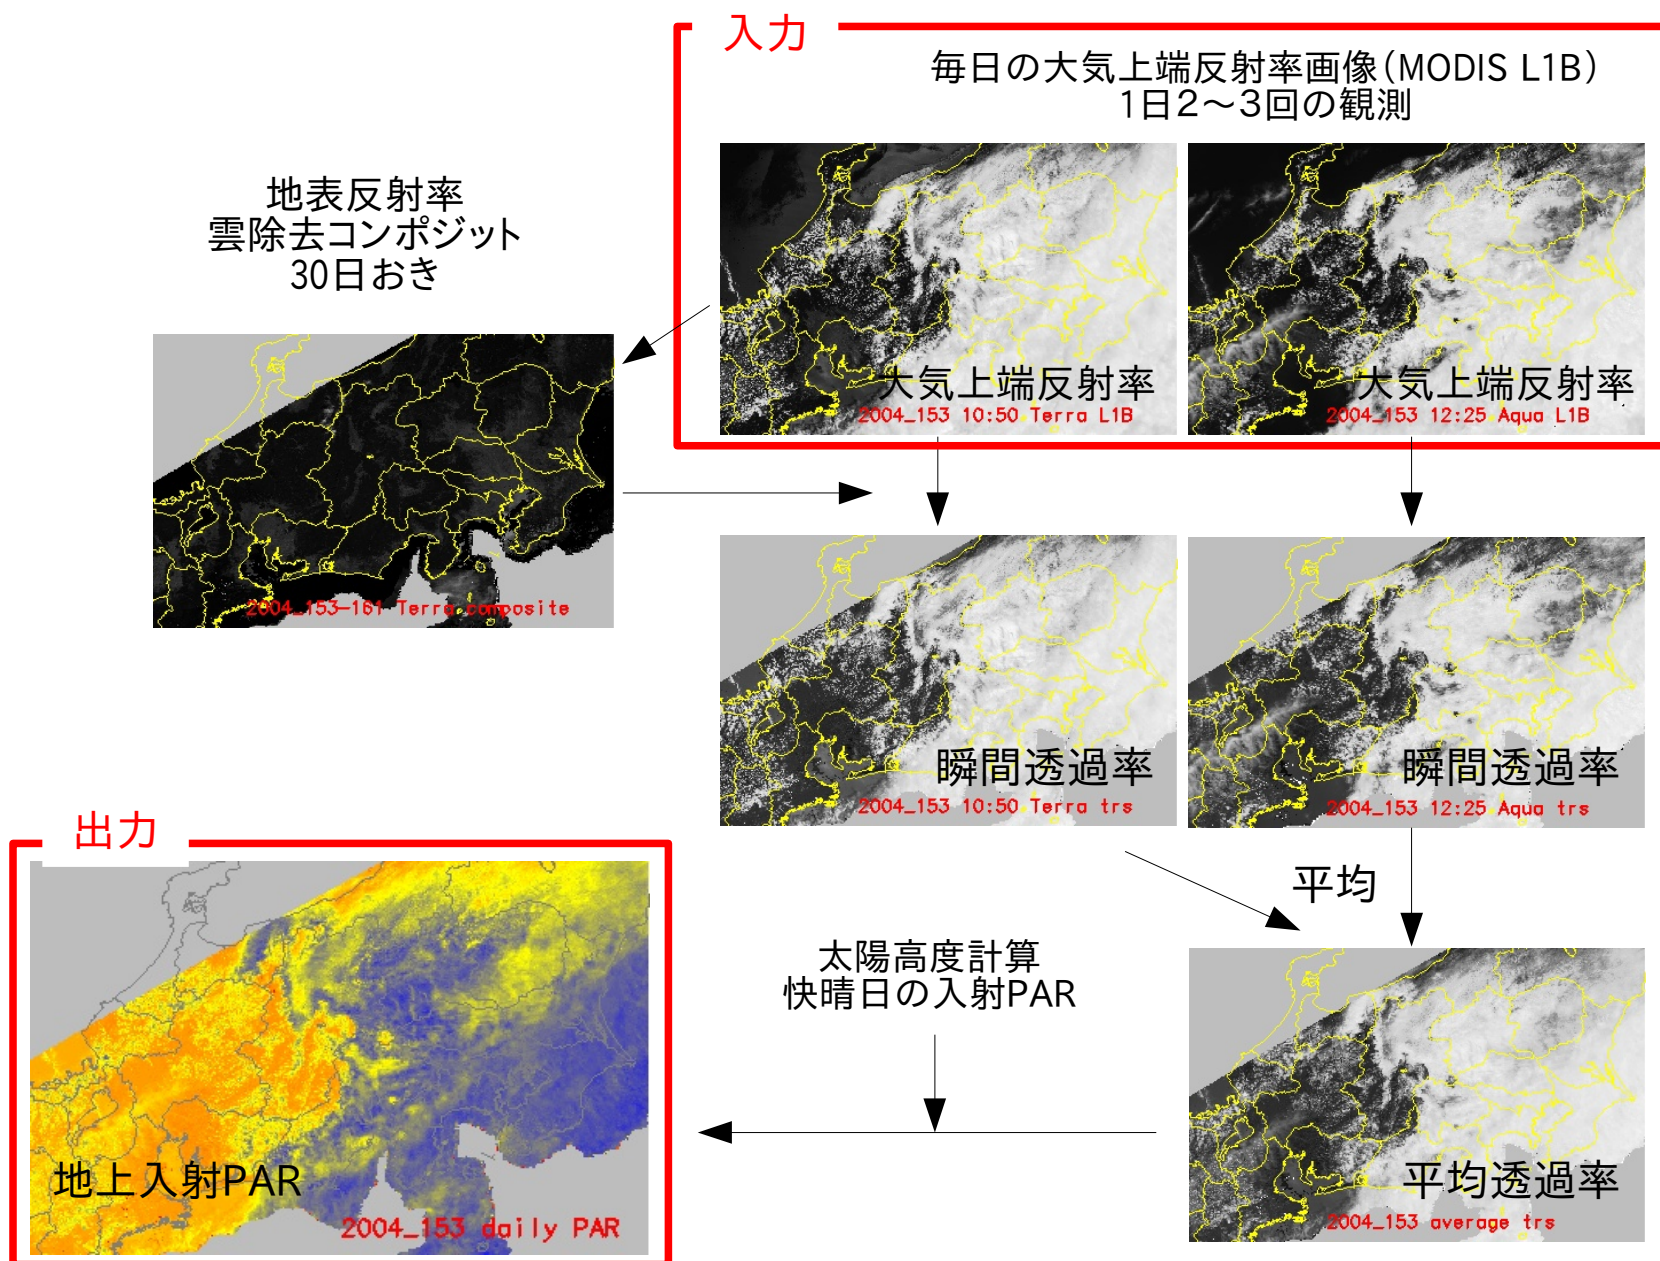 入力
毎日の大気上端反射率画像(MODIS L1B)
1日2～3回の観測
地表反射率
雲除去コンポジット
30日おき
大気上端反射率
2004_153 10:50 Terra L1B
大気上端反射率
2004_153 12:25 Aqua L1B
2004_153-161 Terra composite
瞬間透過率
2004_153 10:50 Terra trs
瞬間透過率
2004_153 12:25 Aqua trs
平均
出力
太陽高度計算
快晴日の入射PAR
地上入射PAR
2004_153 daily PAR
平均透過率
2004_153 average trs